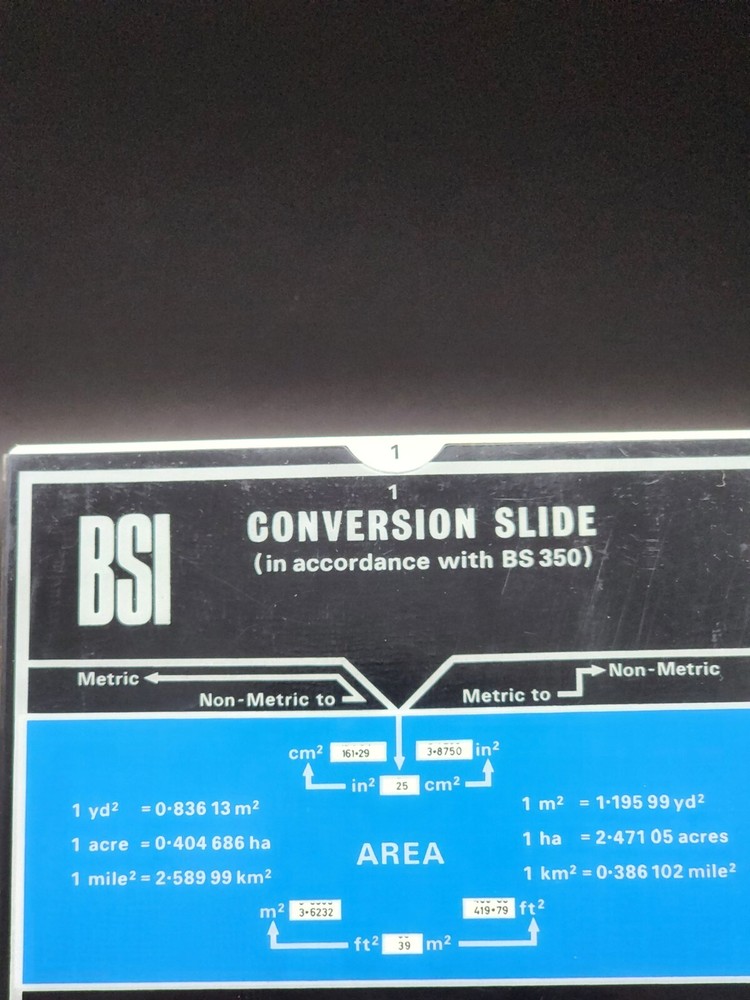 1
1
BSI
CONVERSION SLIDE
(in accordance with BS 350)
Metric
Non-Metric to
Metric to
Non-Metric
cm² 161·29
3·8750 in²
in² 25 cm²
1 yd² = 0·836 13 m²
1 acre = 0·404 686 ha
1 mile² = 2·589 99 km²
AREA
1 m² = 1·195 99 yd²
1 ha = 2·471 05 acres
1 km² = 0·386 102 mile²
m² 3·6232
419·79 ft²
ft² 39 m²